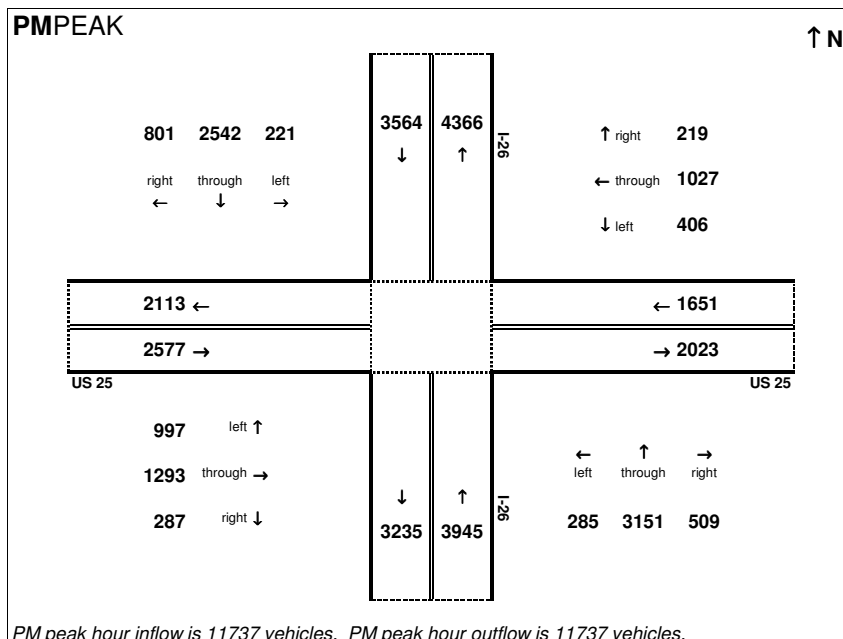 PMPEAK
↑ N
801 2542 221
right through left
← ↓ →
3564 4366
↓ ↑
I-26
↑ right 219
← through 1027
↓ left 406
2113 ←
← 1651
2577 →
→ 2023
US 25
US 25
997 left ↑
1293 through →
287 right ↓
↓ ↑
3235 3945
I-26
← ↑ →
left through right
285 3151 509
PM peak hour inflow is 11737 vehicles. PM peak hour outflow is 11737 vehicles.